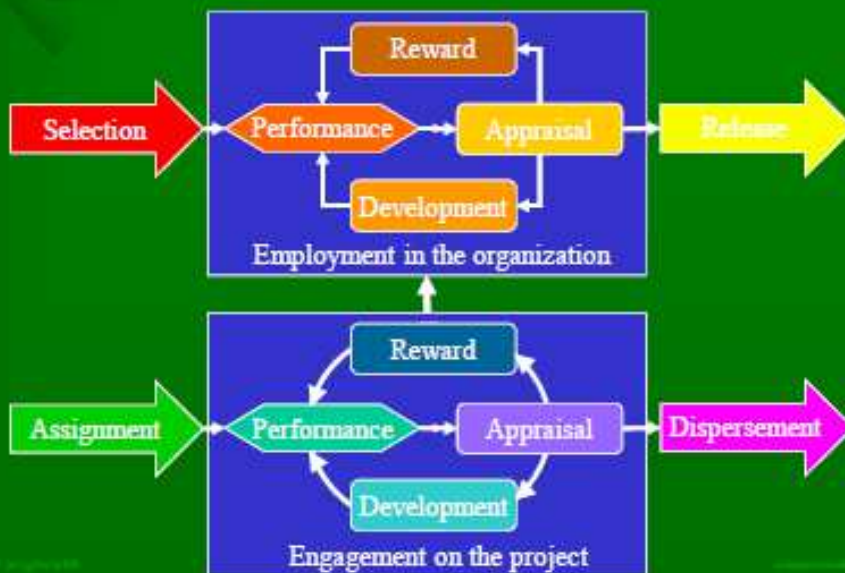 Reward
Selection
Performance
Appraisal
Release
Development
Employment in the organization
Reward
Assignment
Performance
Appraisal
Dispersement
Development
Engagement on the project